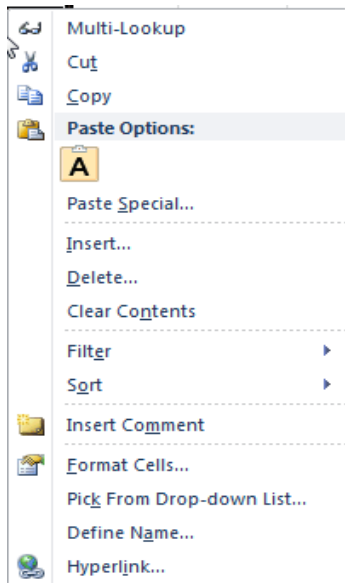 Multi-Lookup
Cut
Copy
Paste Options:
A
Paste Special...
Insert...
Delete...
Clear Contents
Filter
Sort
Insert Comment
Format Cells...
Pick From Drop-down List...
Define Name...
Hyperlink...